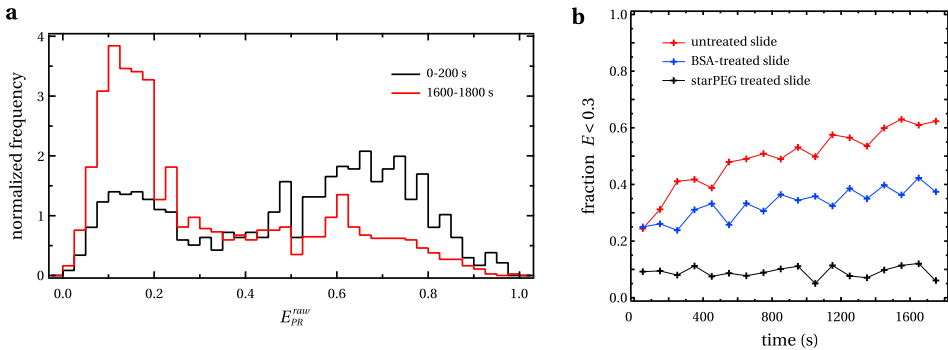 a
normalized frequency
4
3
2
1
0
0-200 s
1600-1800 s
0.0 0.2 0.4 0.6 0.8 1.0
E_PR^raw
b
fraction E < 0.3
1.0
0.8
0.6
0.4
0.2
0.0
untreated slide
BSA-treated slide
starPEG treated slide
0 400 800 1200 1600
time (s)